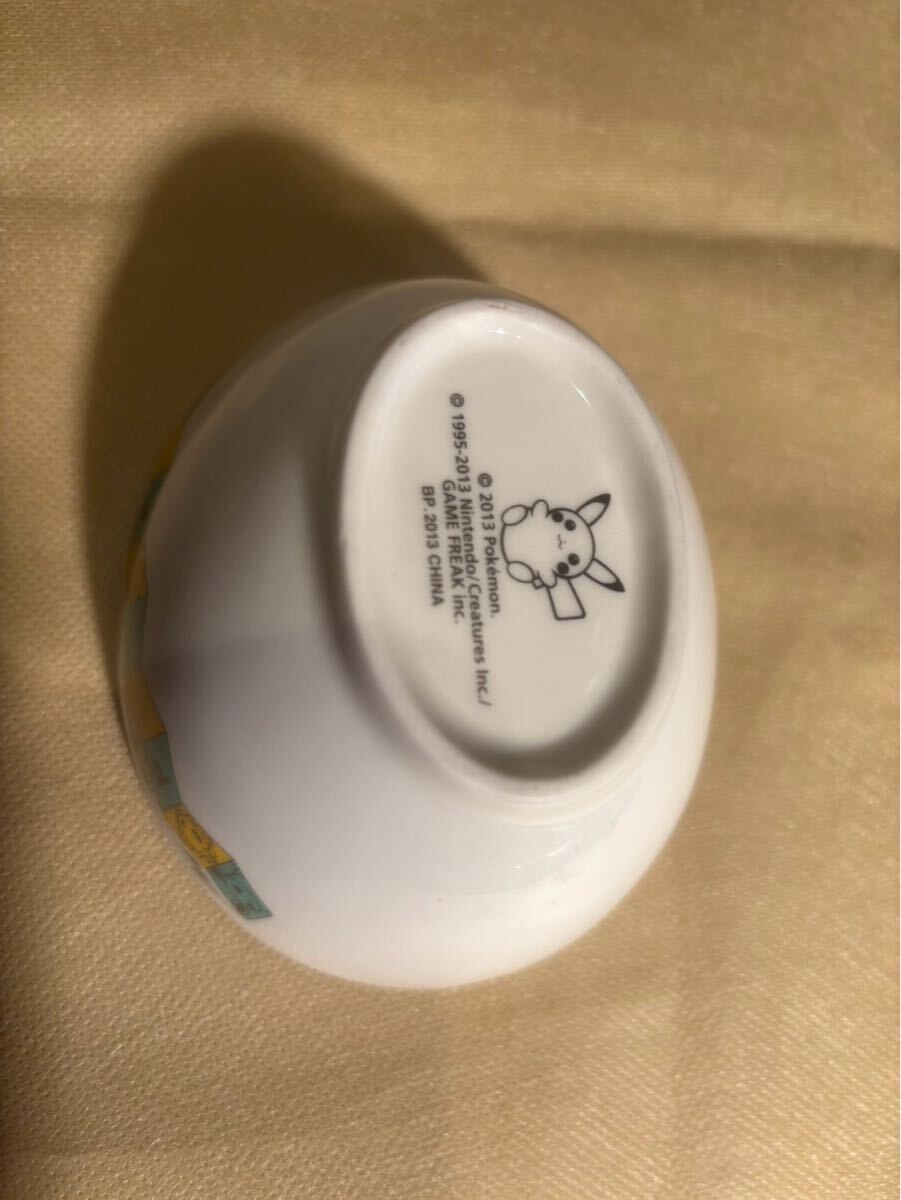 © 2013 Pokémon.
© 1995-2013 Nintendo/Creatures Inc./
GAME FREAK inc.
BP. 2013 CHINA